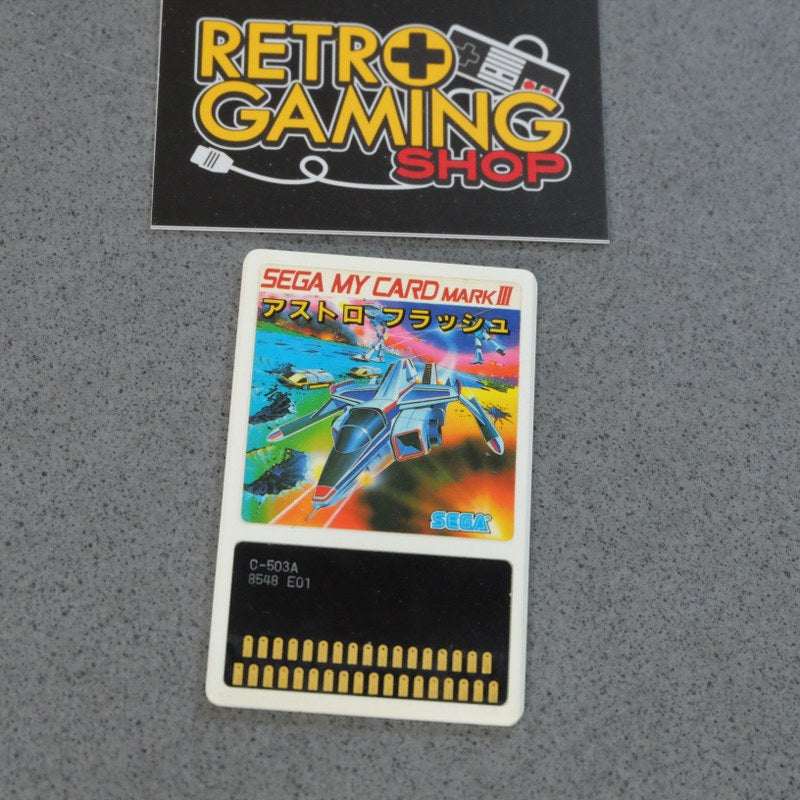 RETRO
GAMING
SHOP
SEGA MY CARD MARK III
アストロ フラッシュ
SEGA
C-503A
8548 E01